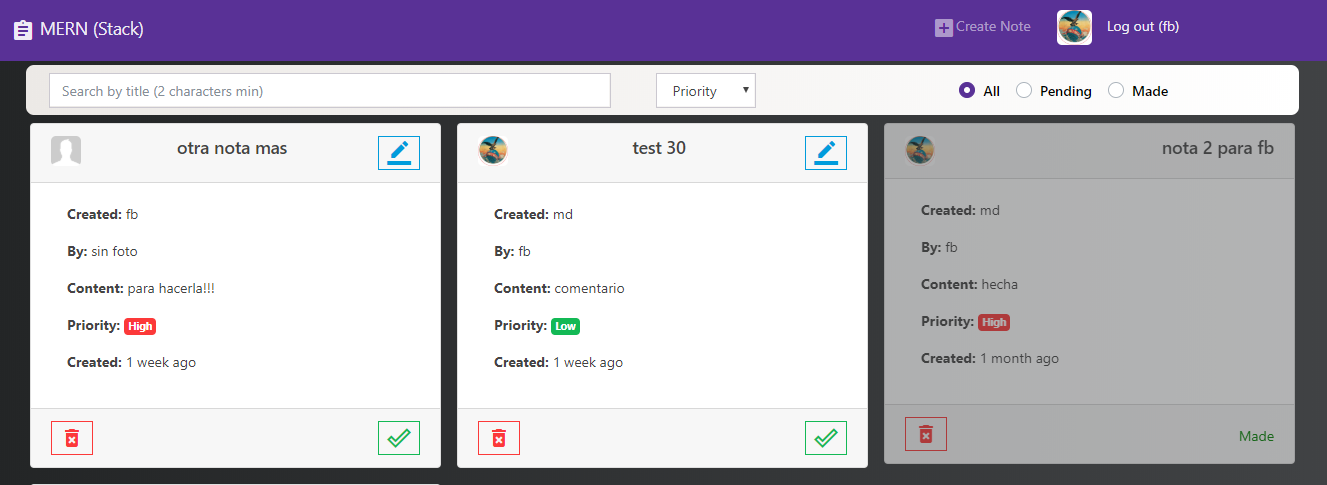 MERN (Stack)
Create Note
Log out (fb)
Search by title (2 characters min)
Priority
All
Pending
Made
otra nota mas
Created: fb
By: sin foto
Content: para hacerla!!!
Priority: High
Created: 1 week ago
test 30
Created: md
By: fb
Content: comentario
Priority: Low
Created: 1 week ago
nota 2 para fb
Created: md
By: fb
Content: hecha
Priority: High
Created: 1 month ago
Made